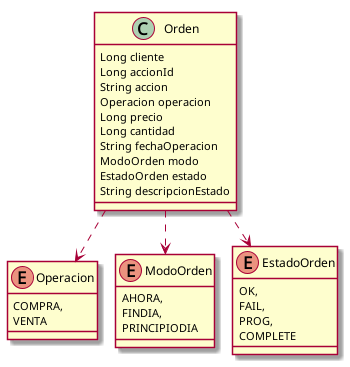 C Orden
Long cliente
Long accionId
String accion
Operacion operacion
Long precio
Long cantidad
String fechaOperacion
ModoOrden modo
EstadoOrden estado
String descripcionEstado
E Operacion
COMPRA,
VENTA
E ModoOrden
AHORA,
FINDIA,
PRINCIPIODIA
E EstadoOrden
OK,
FAIL,
PROG,
COMPLETE